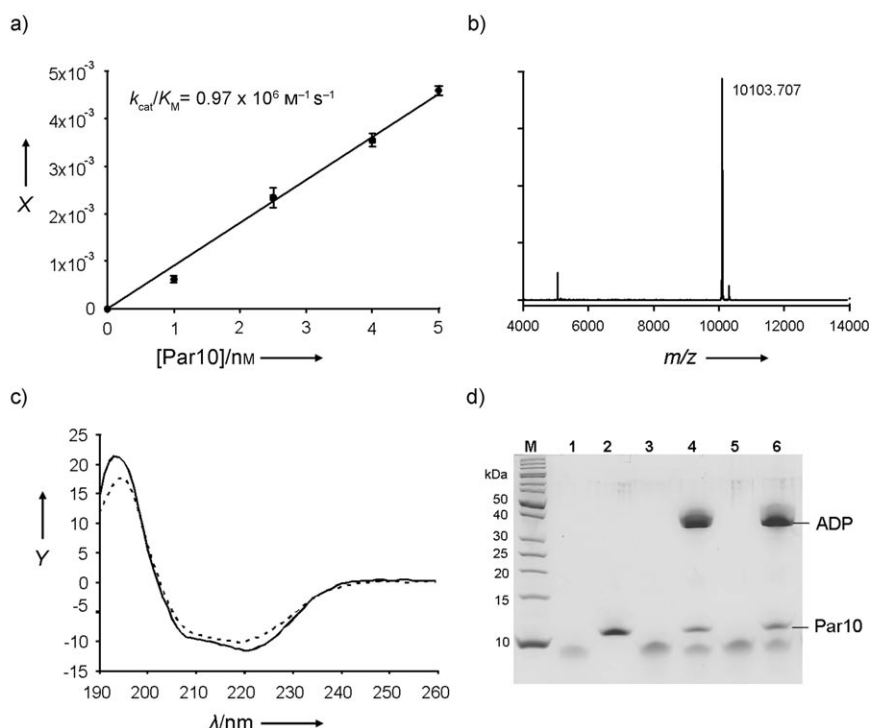 a)
5x10⁻³
4x10⁻³
3x10⁻³
2x10⁻³
1x10⁻³
0
X
kcat/KM= 0.97 x 10⁶ M⁻¹ s⁻¹
0 1 2 3 4 5
[Par10]/nM
b)
10103.707
4000 6000 8000 10000 12000 14000
m/z
c)
25
20
15
10
5
0
-5
-10
-15
Y
190 200 210 220 230 240 250 260
λ/nm
d)
M 1 2 3 4 5 6
kDa
50
40
30
25
20
15
10
ADP
Par10